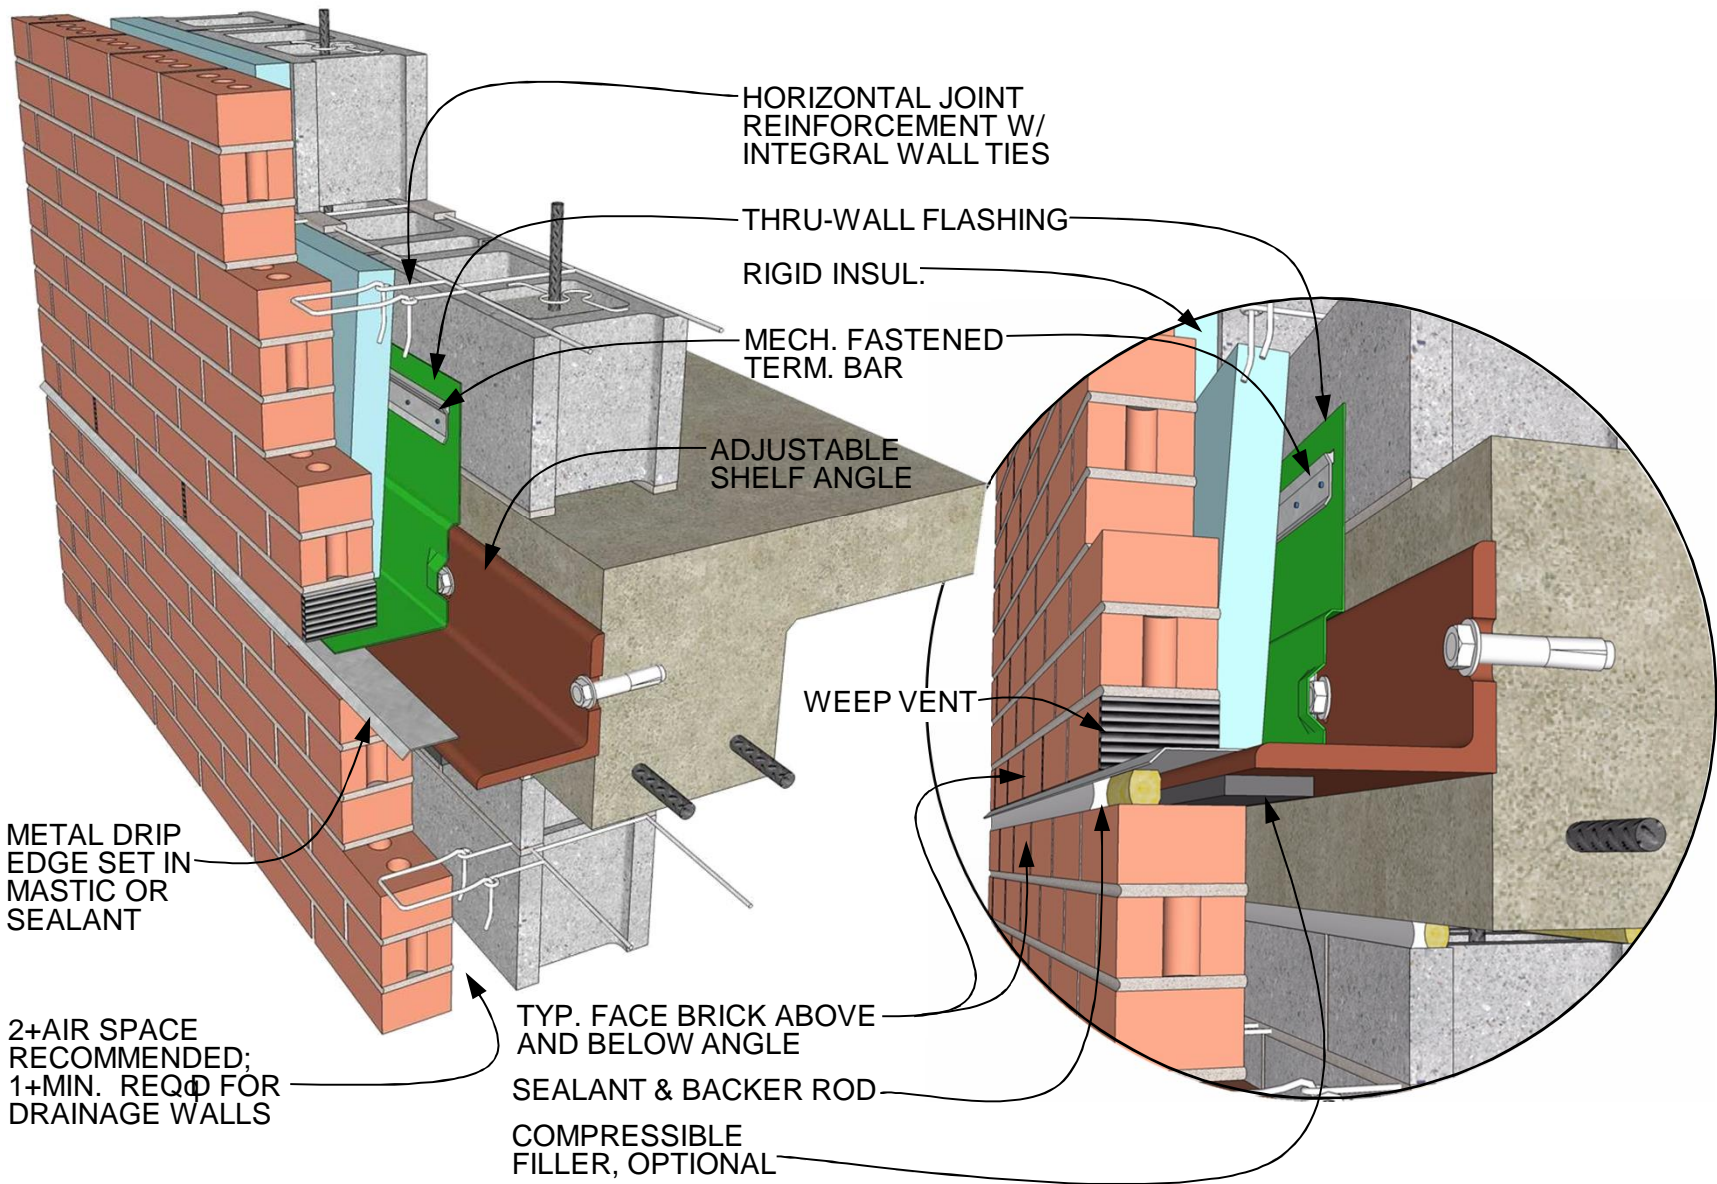 HORIZONTAL JOINT
REINFORCEMENT W/
INTEGRAL WALL TIES
THRU-WALL FLASHING
RIGID INSUL.
MECH. FASTENED
TERM. BAR
ADJUSTABLE
SHELF ANGLE
WEEP VENT
METAL DRIP
EDGE SET IN
MASTIC OR
SEALANT
2+AIR SPACE
RECOMMENDED;
1+MIN. REQφD FOR
DRAINAGE WALLS
TYP. FACE BRICK ABOVE
AND BELOW ANGLE
SEALANT & BACKER ROD
COMPRESSIBLE
FILLER, OPTIONAL